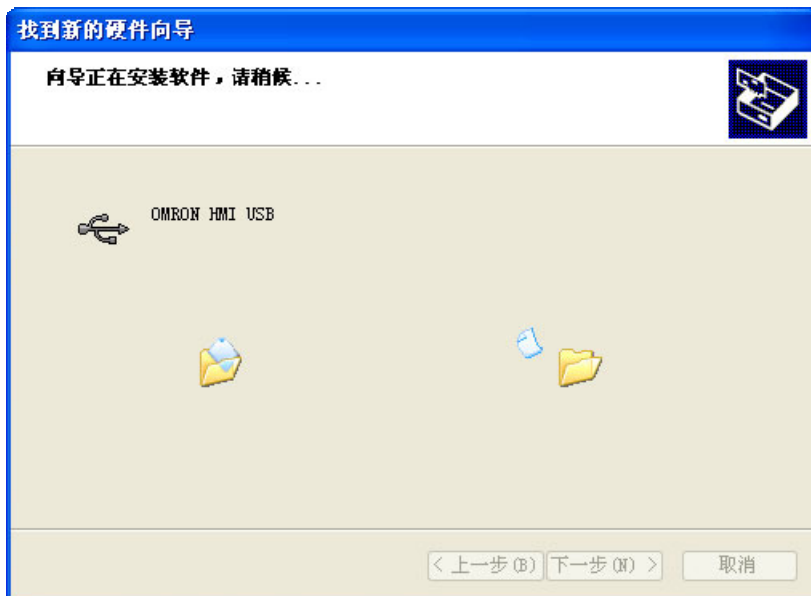 找到新的硬件向导
向导正在安装软件，请稍候...
OMRON HMI USB
< 上一步(B) 下一步(N) > 取消